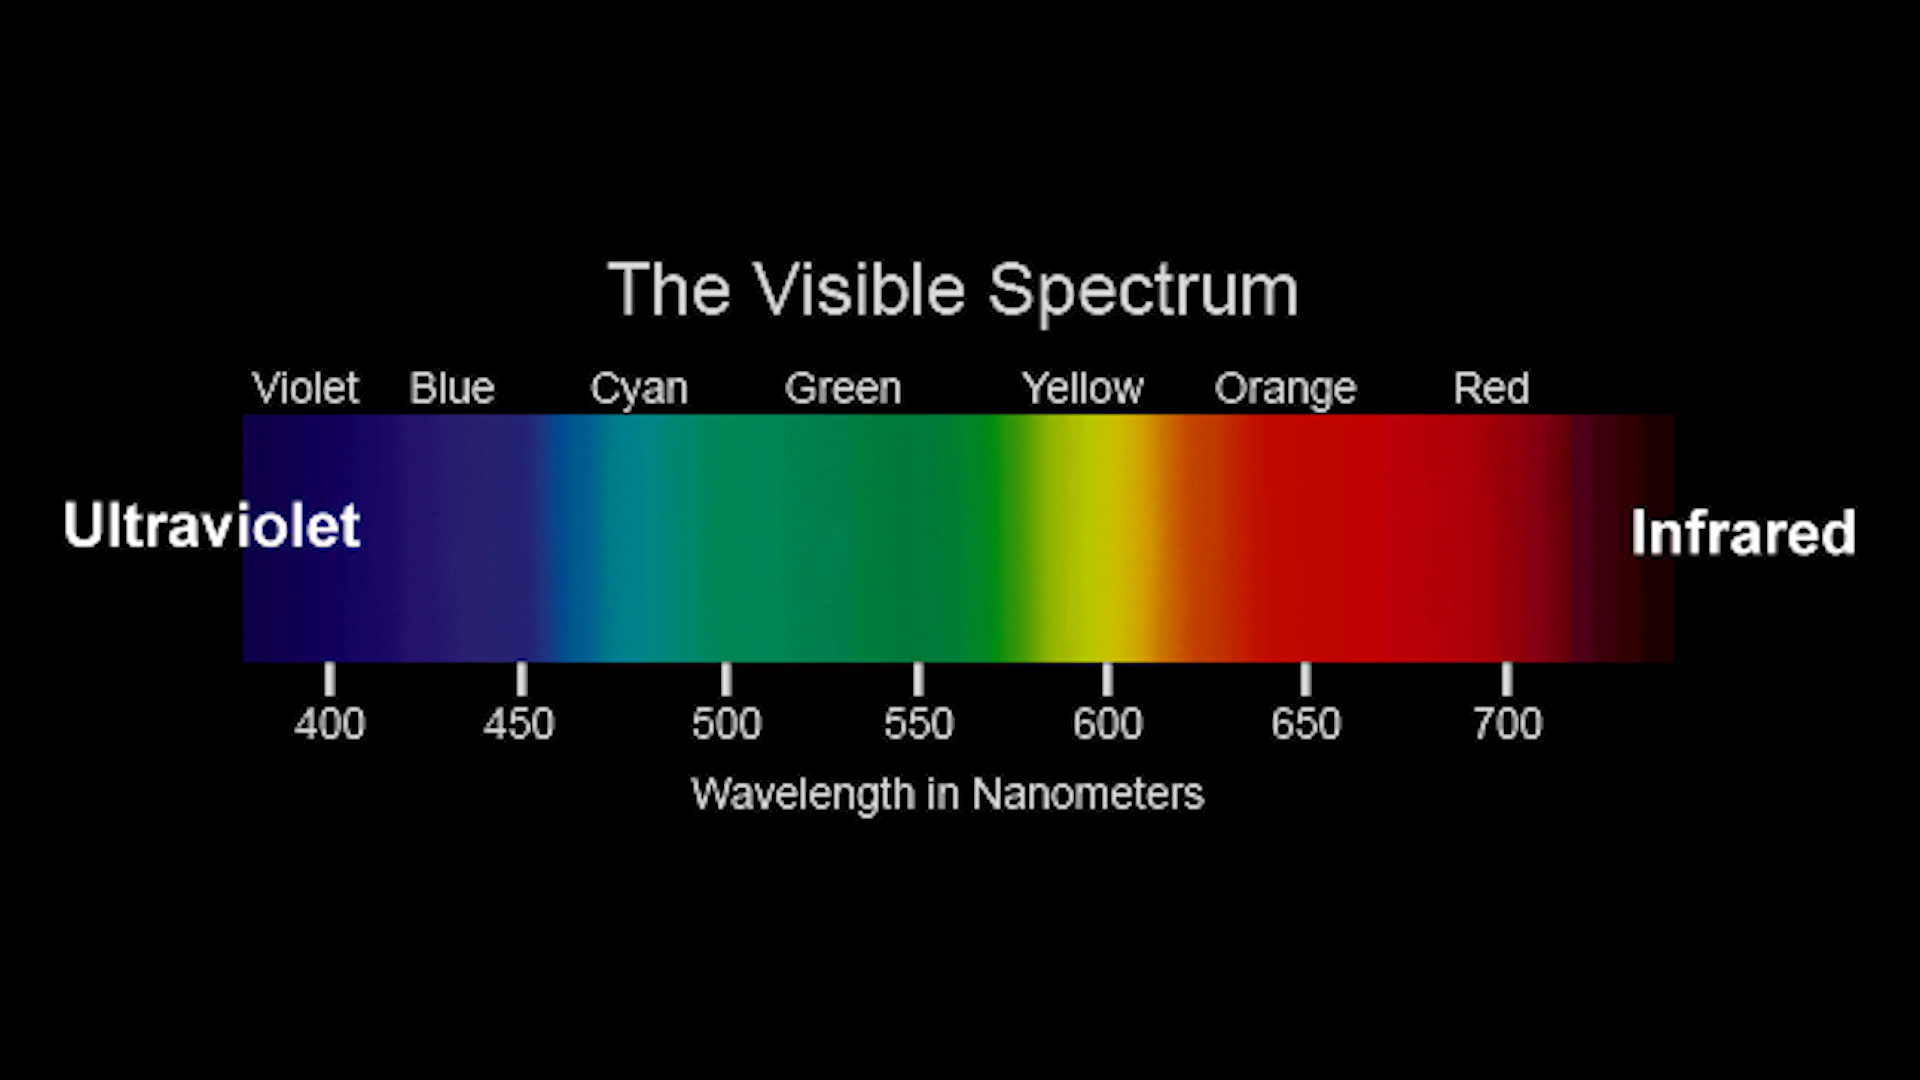 The Visible Spectrum
Violet Blue Cyan Green Yellow Orange Red
Ultraviolet Infrared
400 450 500 550 600 650 700
Wavelength in Nanometers